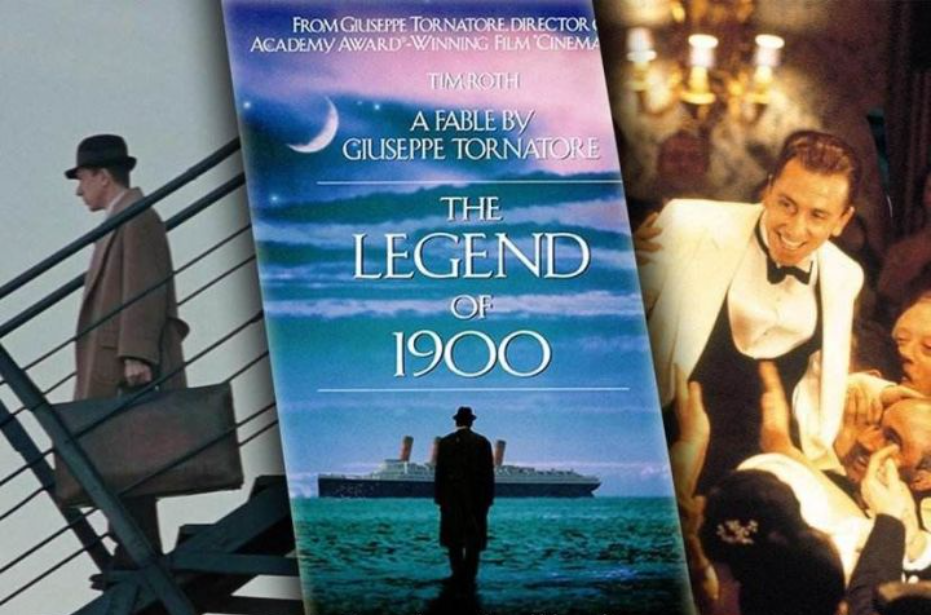 FROM GIUSEPPE TORNATORE, DIRECTOR
ACADEMY AWARD®-WINNING FILM "CINEMA
TIM ROTH
A FABLE BY
GIUSEPPE TORNATORE
THE
LEGEND
OF
1900